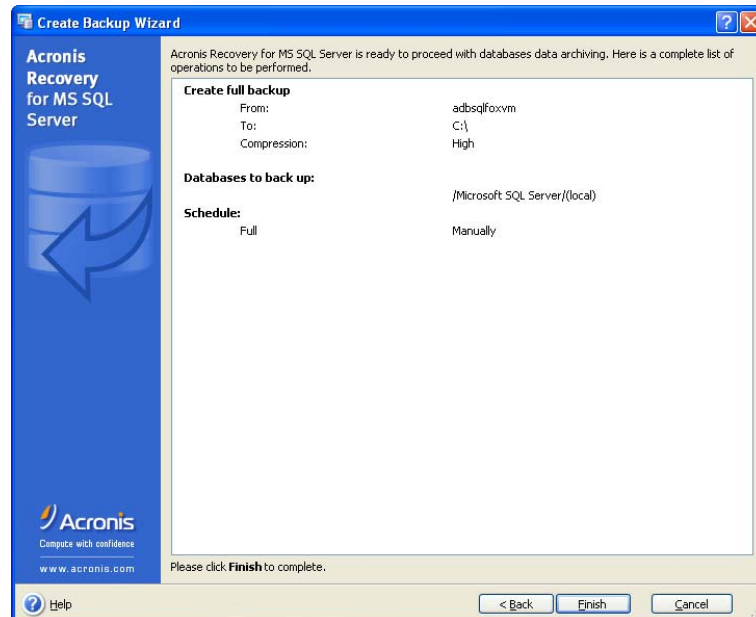 Create Backup Wizard
Acronis
Recovery
for MS SQL
Server
Acronis Recovery for MS SQL Server is ready to proceed with databases data archiving. Here is a complete list of
operations to be performed.
Create full backup
From: adbsqlfoxvm
To: C:\
Compression: High
Databases to back up:
/Microsoft SQL Server/(local)
Schedule:
Full Manually
Acronis
Compute with confidence
www.acronis.com
Please click Finish to complete.
? Help
< Back Finish Cancel